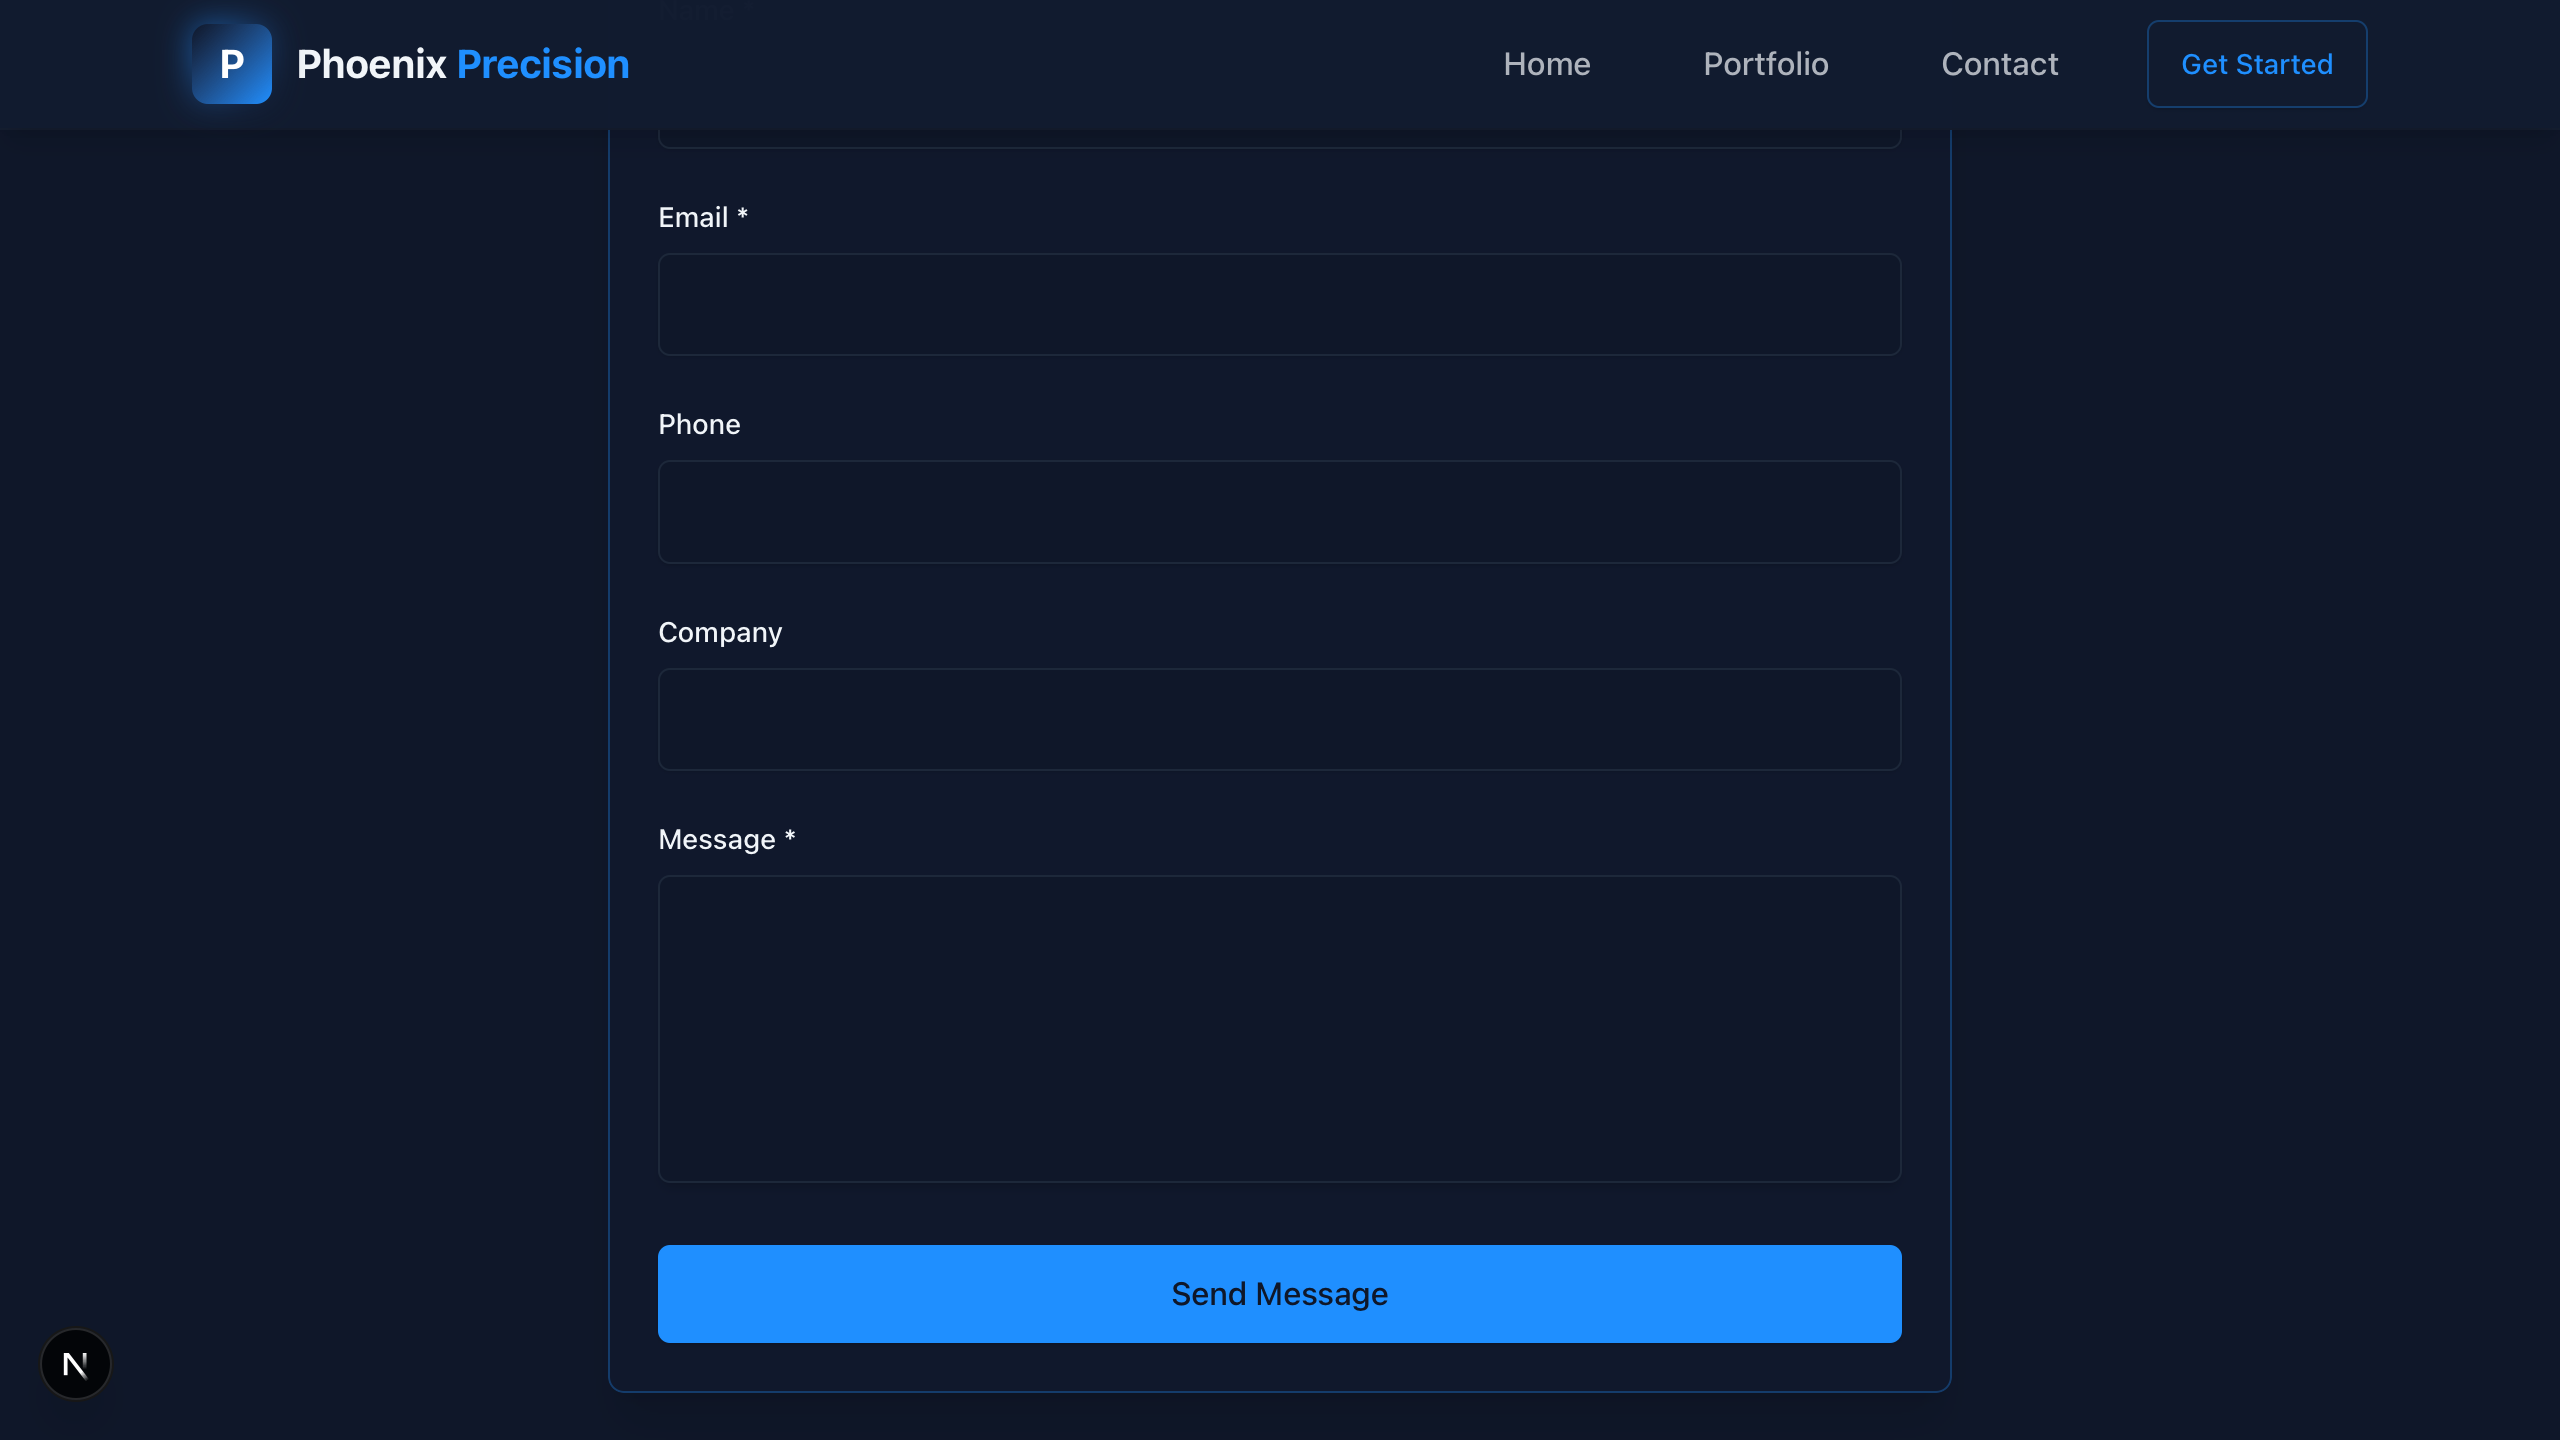 P
Phoenix Precision
Home
Portfolio
Contact
Get Started
Email *
Phone
Company
Message *
Send Message
N